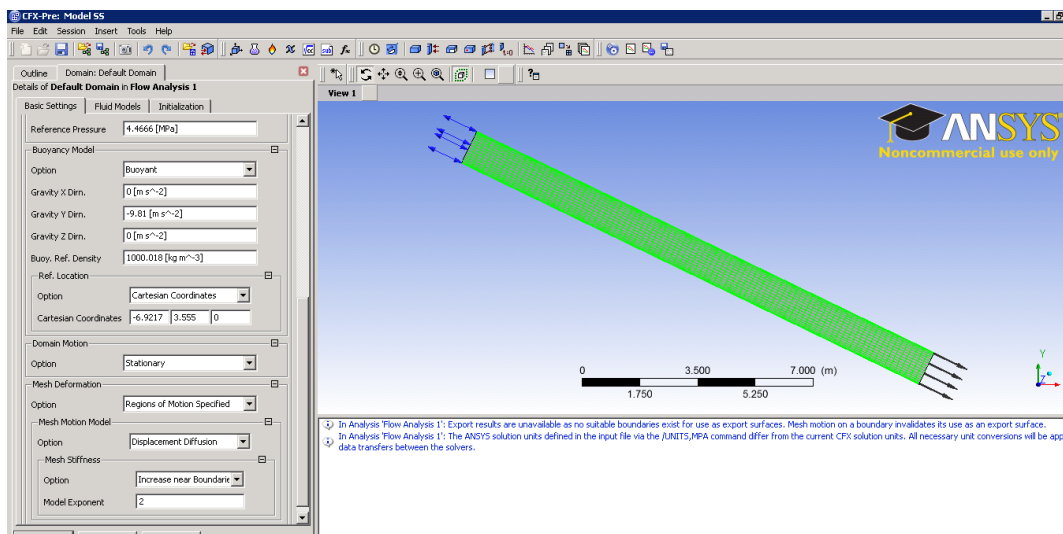 CFX-Pre: Model SS
File Edit Session Insert Tools Help
Outline Domain: Default Domain
Details of Default Domain in Flow Analysis 1
Basic Settings Fluid Models Initialization
Reference Pressure 4.4666 [MPa]
Buoyancy Model
Option Buoyant
Gravity X Dirn. 0 [m s^-2]
Gravity Y Dirn. -9.81 [m s^-2]
Gravity Z Dirn. 0 [m s^-2]
Buoy. Ref. Density 1000.018 [kg m^-3]
Ref. Location
Option Cartesian Coordinates
Cartesian Coordinates -6.9217 3.555 0
Domain Motion
Option Stationary
Mesh Deformation
Option Regions of Motion Specified
Mesh Motion Model
Option Displacement Diffusion
Mesh Stiffness
Option Increase near Boundarie
Model Exponent 2
View 1
ANSYS
Noncommercial use only
0 3.500 7.000 (m)
1.750 5.250
Y
Z
In Analysis 'Flow Analysis 1': Export results are unavailable as no suitable boundaries exist for use as export surfaces. Mesh motion on a boundary invalidates its use as an export surface.
In Analysis 'Flow Analysis 1': The ANSYS solution units defined in the input file via the /UNITS,MPA command differ from the current CFX solution units. All necessary unit conversions will be app
data transfers between the solvers.